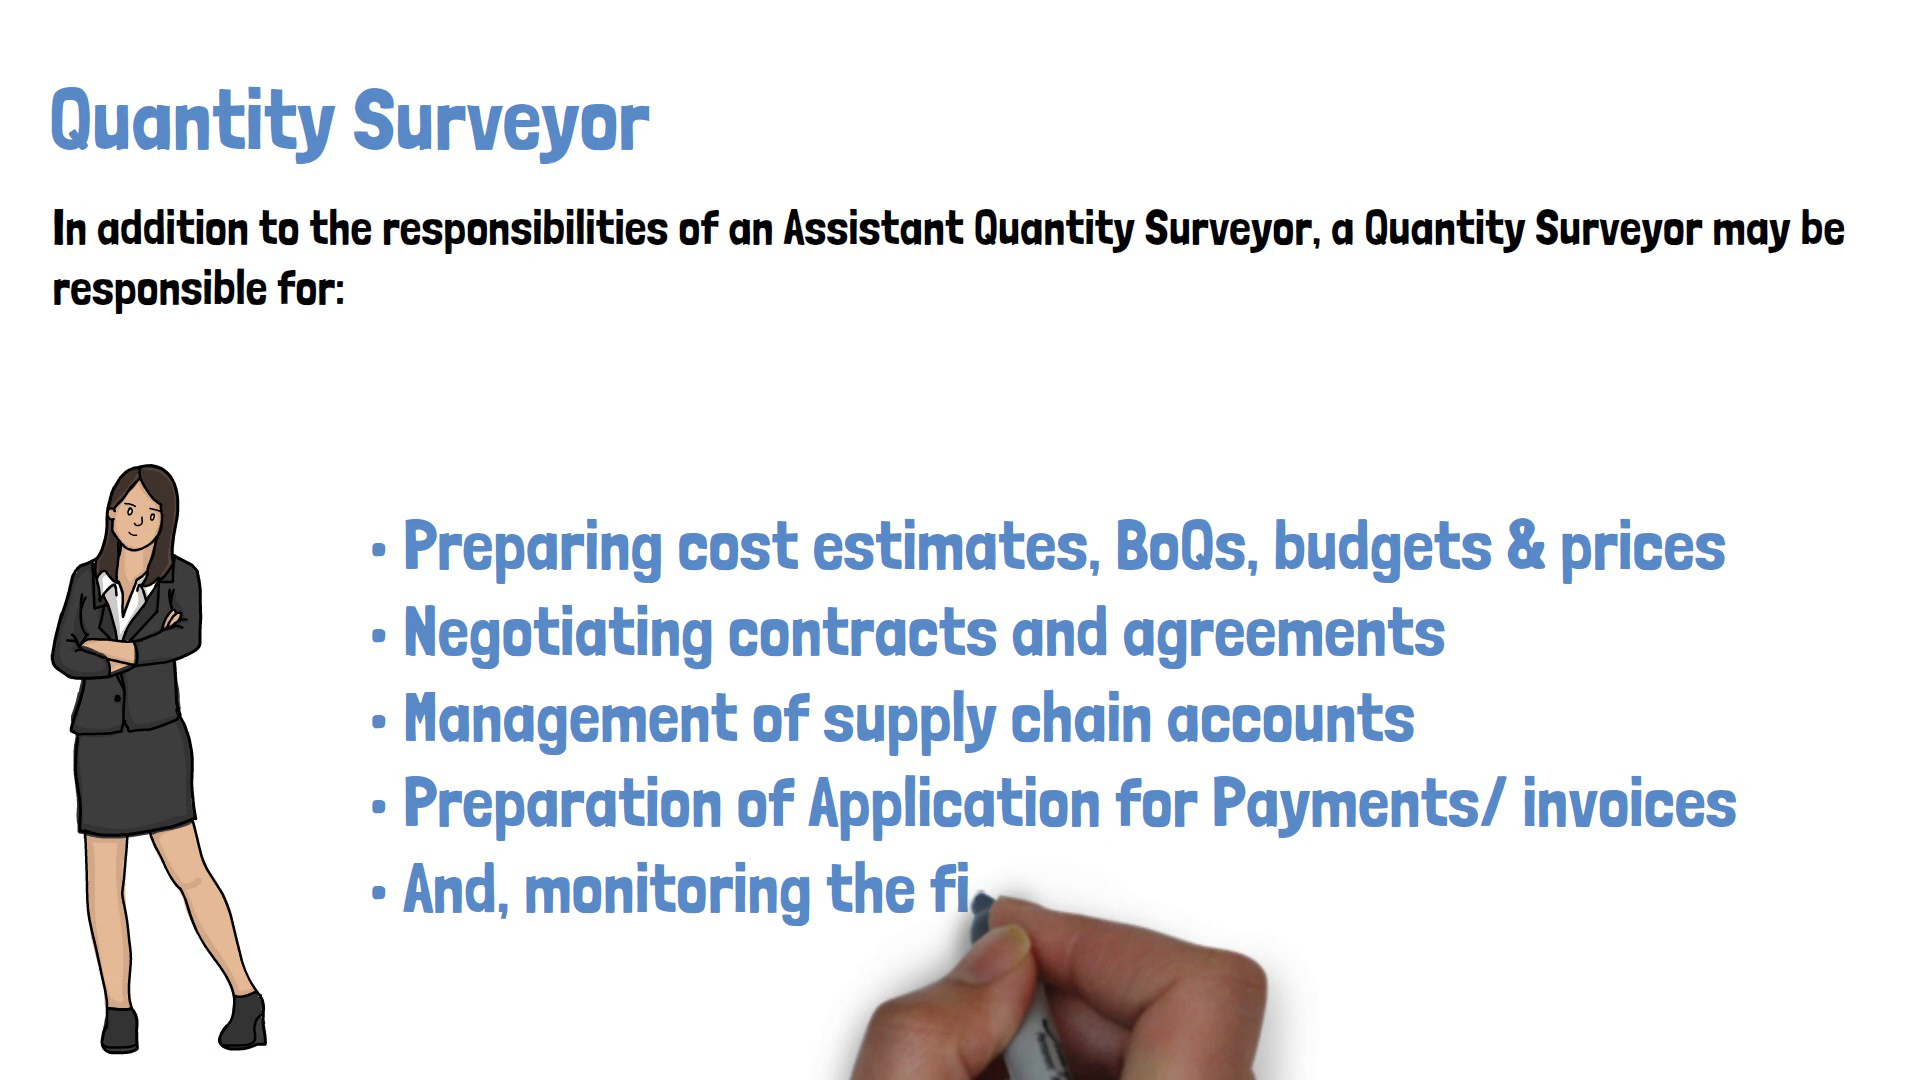 Quantity Surveyor
In addition to the responsibilities of an Assistant Quantity Surveyor, a Quantity Surveyor may be
responsible for:
• Preparing cost estimates, BoQs, budgets & prices
• Negotiating contracts and agreements
• Management of supply chain accounts
• Preparation of Application for Payments/ invoices
• And, monitoring the fi